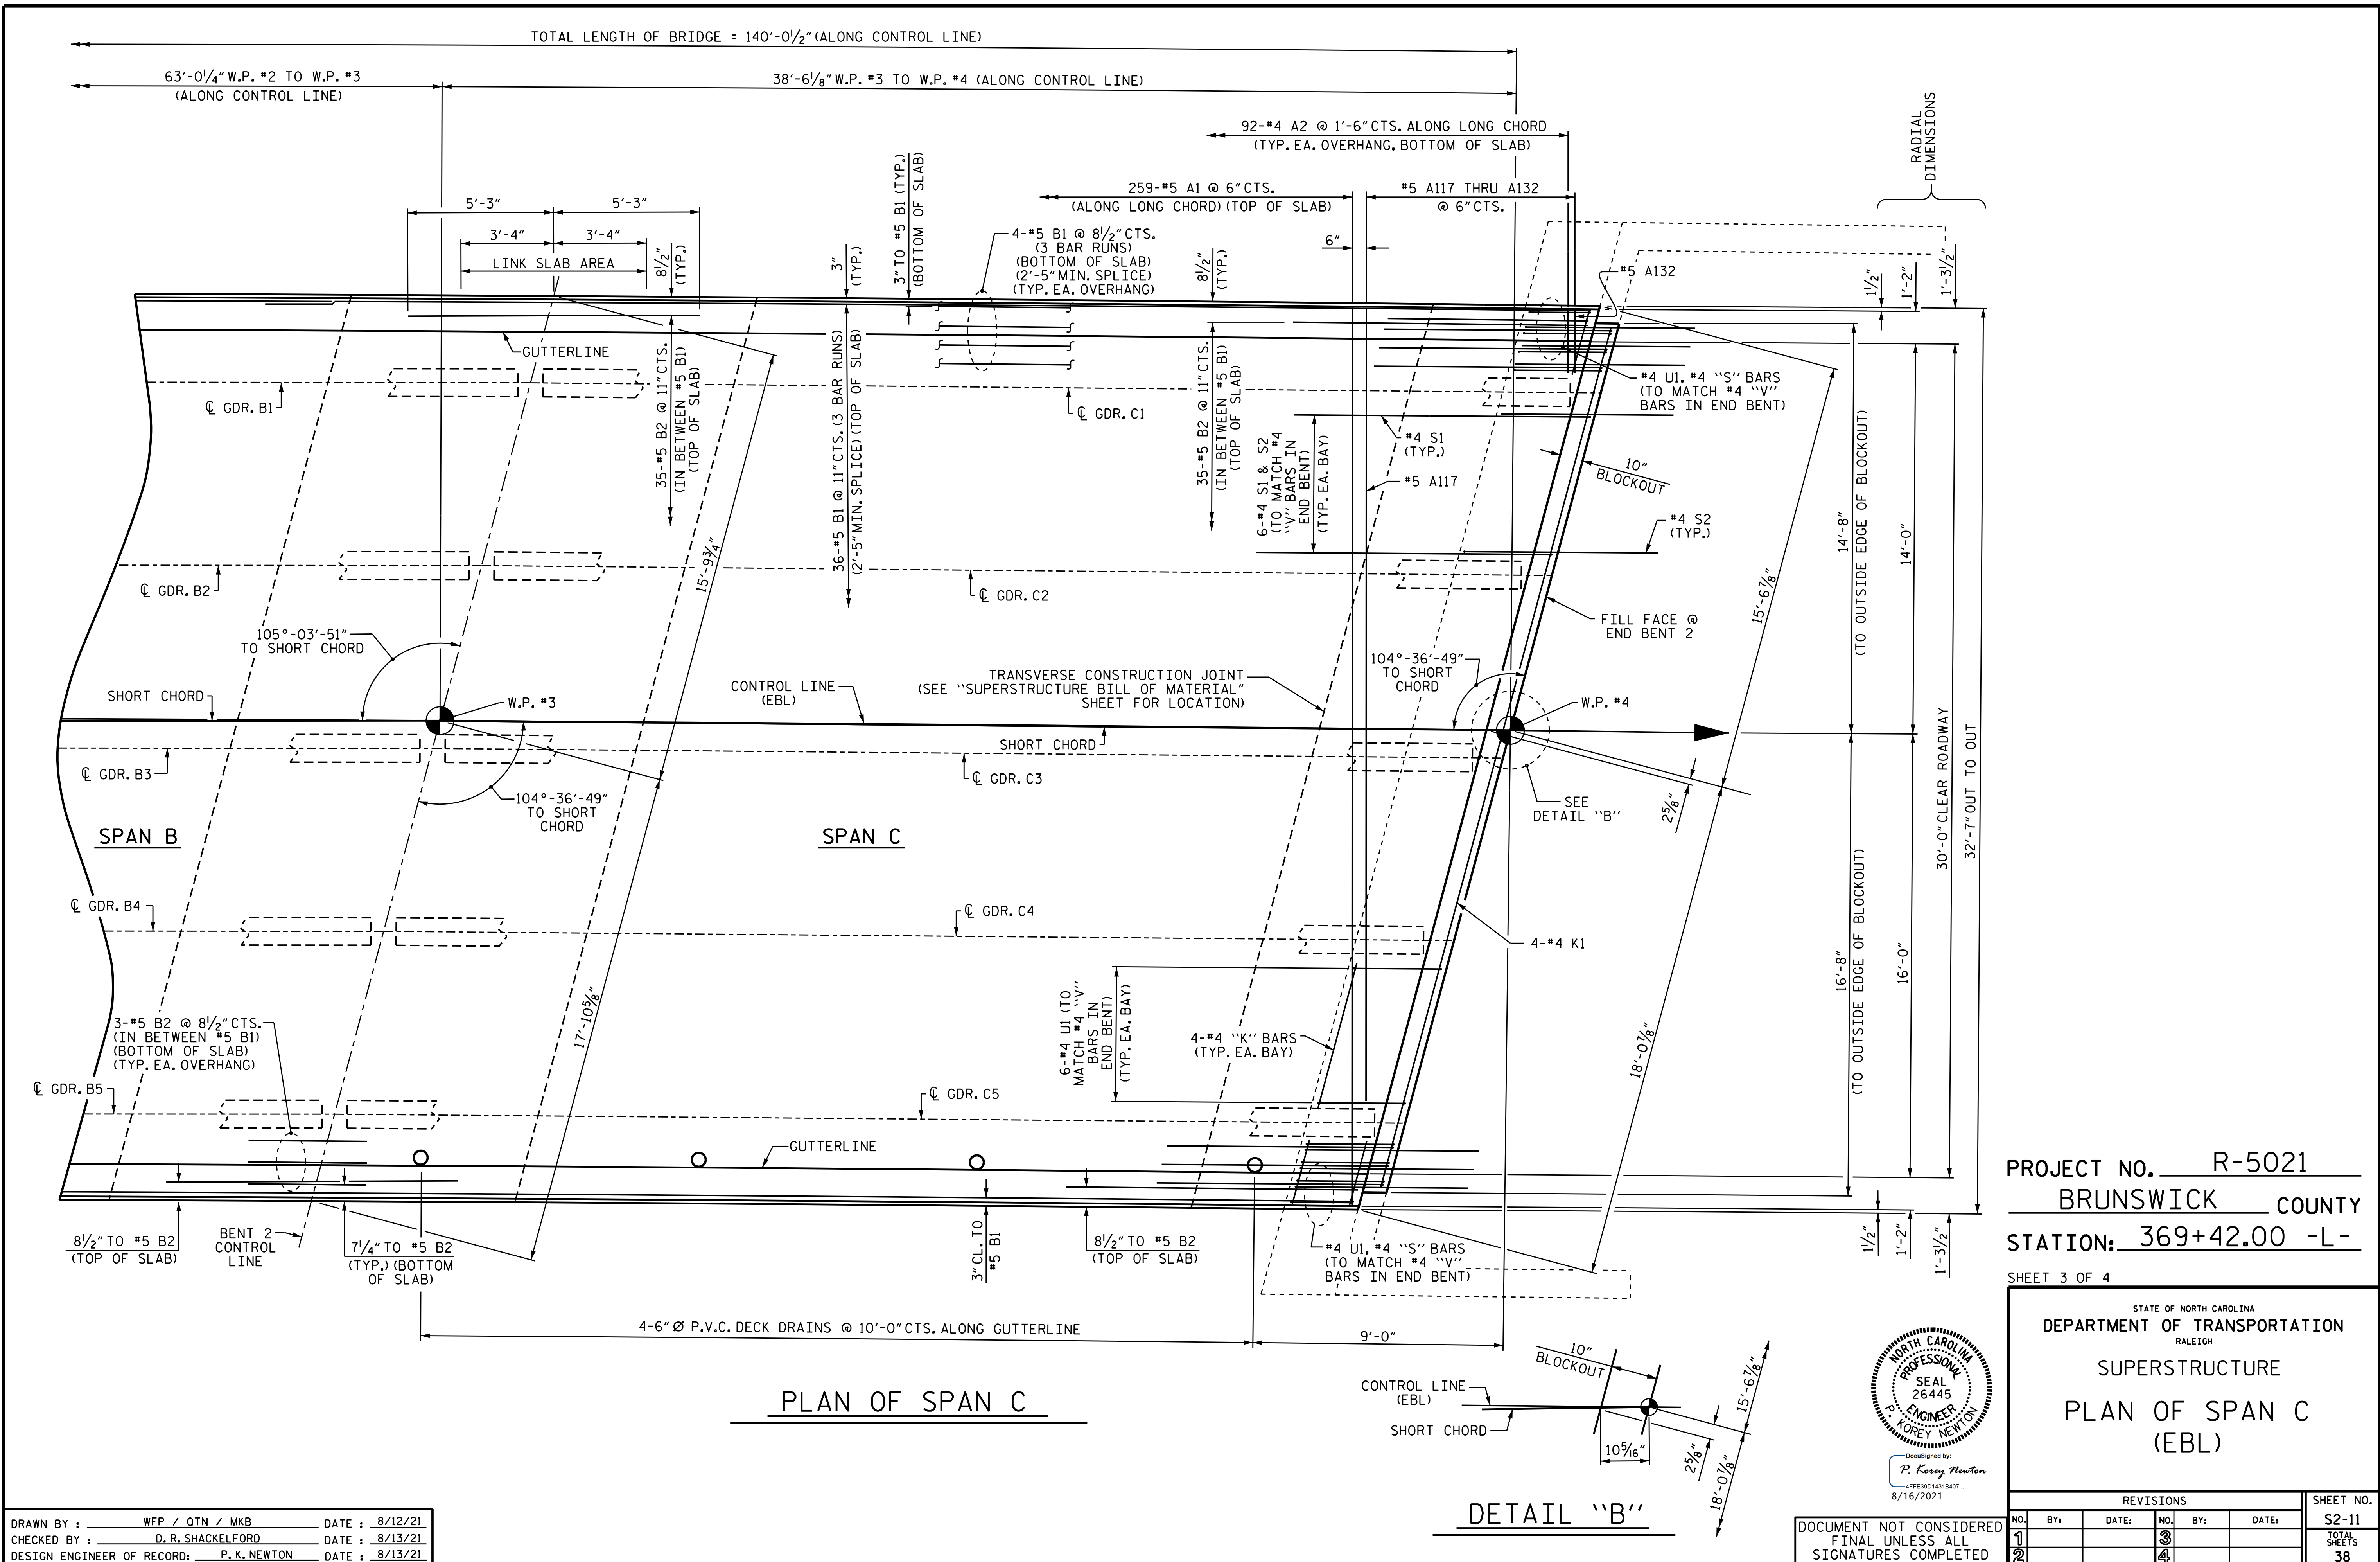 TOTAL LENGTH OF BRIDGE = 140'-0½" (ALONG CONTROL LINE)
63'-0¼" W.P. #2 TO W.P. #3
(ALONG CONTROL LINE)
38'-6⅛" W.P. #3 TO W.P. #4 (ALONG CONTROL LINE)
92-#4 A2 @ 1'-6" CTS. ALONG LONG CHORD
(TYP. EA. OVERHANG, BOTTOM OF SLAB)
RADIAL
DIMENSIONS
259-#5 A1 @ 6" CTS.
(ALONG LONG CHORD) (TOP OF SLAB)
#5 A117 THRU A132
@ 6" CTS.
5'-3"
5'-3"
3'-4"
3'-4"
LINK SLAB AREA
8½"
(TYP.)
3"
(TYP.)
3" TO #5 B1 (TYP.)
(BOTTOM OF SLAB)
4-#5 B1 @ 8½" CTS.
(3 BAR RUNS)
(BOTTOM OF SLAB)
(2'-5" MIN. SPLICE)
(TYP. EA. OVERHANG)
8½"
(TYP.)
6"
#5 A132
1½"
1'-2"
1'-3½"
GUTTERLINE
℄ GDR. B1
35-#5 B2 @ 11" CTS.
(IN BETWEEN #5 B1)
(TOP OF SLAB)
36-#5 B1 @ 11" CTS. (3 BAR RUNS)
(2'-5" MIN. SPLICE) (TOP OF SLAB)
℄ GDR. C1
35-#5 B2 @ 11" CTS.
(IN BETWEEN #5 B1)
(TOP OF SLAB)
6-#4 S1 & S2
(TO MATCH #4
``V'' BARS IN
END BENT)
(TYP. EA. BAY)
#4 S1
(TYP.)
#5 A117
#4 U1, #4 ``S'' BARS
(TO MATCH #4 ``V''
BARS IN END BENT)
10"
BLOCKOUT
#4 S2
(TYP.)
14'-8"
(TO OUTSIDE EDGE OF BLOCKOUT)
14'-0"
15'-9¾"
15'-6⅞"
℄ GDR. B2
℄ GDR. C2
FILL FACE @
END BENT 2
105°-03'-51"
TO SHORT CHORD
SHORT CHORD
W.P. #3
CONTROL LINE
(EBL)
TRANSVERSE CONSTRUCTION JOINT
(SEE ``SUPERSTRUCTURE BILL OF MATERIAL"
SHEET FOR LOCATION)
104°-36'-49"
TO SHORT
CHORD
W.P. #4
SHORT CHORD
℄ GDR. B3
℄ GDR. C3
104°-36'-49"
TO SHORT
CHORD
SEE
DETAIL ``B''
2⅝"
30'-0" CLEAR ROADWAY
32'-7" OUT TO OUT
SPAN B
SPAN C
℄ GDR. B4
℄ GDR. C4
4-#4 K1
16'-8"
(TO OUTSIDE EDGE OF BLOCKOUT)
16'-0"
17'-10⅝"
18'-0⅞"
3-#5 B2 @ 8½" CTS.
(IN BETWEEN #5 B1)
(BOTTOM OF SLAB)
(TYP. EA. OVERHANG)
6-#4 U1 (TO
MATCH #4 ``V''
BARS IN
END BENT)
(TYP. EA. BAY)
4-#4 ``K'' BARS
(TYP. EA. BAY)
℄ GDR. B5
℄ GDR. C5
GUTTERLINE
8½" TO #5 B2
(TOP OF SLAB)
BENT 2
CONTROL
LINE
7¼" TO #5 B2
(TYP.) (BOTTOM
OF SLAB)
3" CL. TO
#5 B1
8½" TO #5 B2
(TOP OF SLAB)
#4 U1, #4 ``S'' BARS
(TO MATCH #4 ``V''
BARS IN END BENT)
1½"
1'-2"
1'-3½"
4-6" Ø P.V.C. DECK DRAINS @ 10'-0" CTS. ALONG GUTTERLINE
9'-0"
PLAN OF SPAN C
10"
BLOCKOUT
CONTROL LINE
(EBL)
SHORT CHORD
10⁵⁄₁₆"
2⅝"
15'-6⅞"
18'-0⅞"
DETAIL ``B''
PROJECT NO. R-5021
BRUNSWICK COUNTY
STATION: 369+42.00 -L-
SHEET 3 OF 4
STATE OF NORTH CAROLINA
DEPARTMENT OF TRANSPORTATION
RALEIGH
SUPERSTRUCTURE
PLAN OF SPAN C
(EBL)
NORTH CAROLINA
PROFESSIONAL
SEAL
26445
ENGINEER
P. KOREY NEWTON
DocuSigned by:
P. Korey Newton
4FFE39D1431B407...
8/16/2021
DOCUMENT NOT CONSIDERED
FINAL UNLESS ALL
SIGNATURES COMPLETED
REVISIONS
NO. BY: DATE: NO. BY: DATE:
1 3
2 4
SHEET NO.
S2-11
TOTAL
SHEETS
38
DRAWN BY : WFP / QTN / MKB DATE : 8/12/21
CHECKED BY : D. R. SHACKELFORD DATE : 8/13/21
DESIGN ENGINEER OF RECORD: P. K. NEWTON DATE : 8/13/21